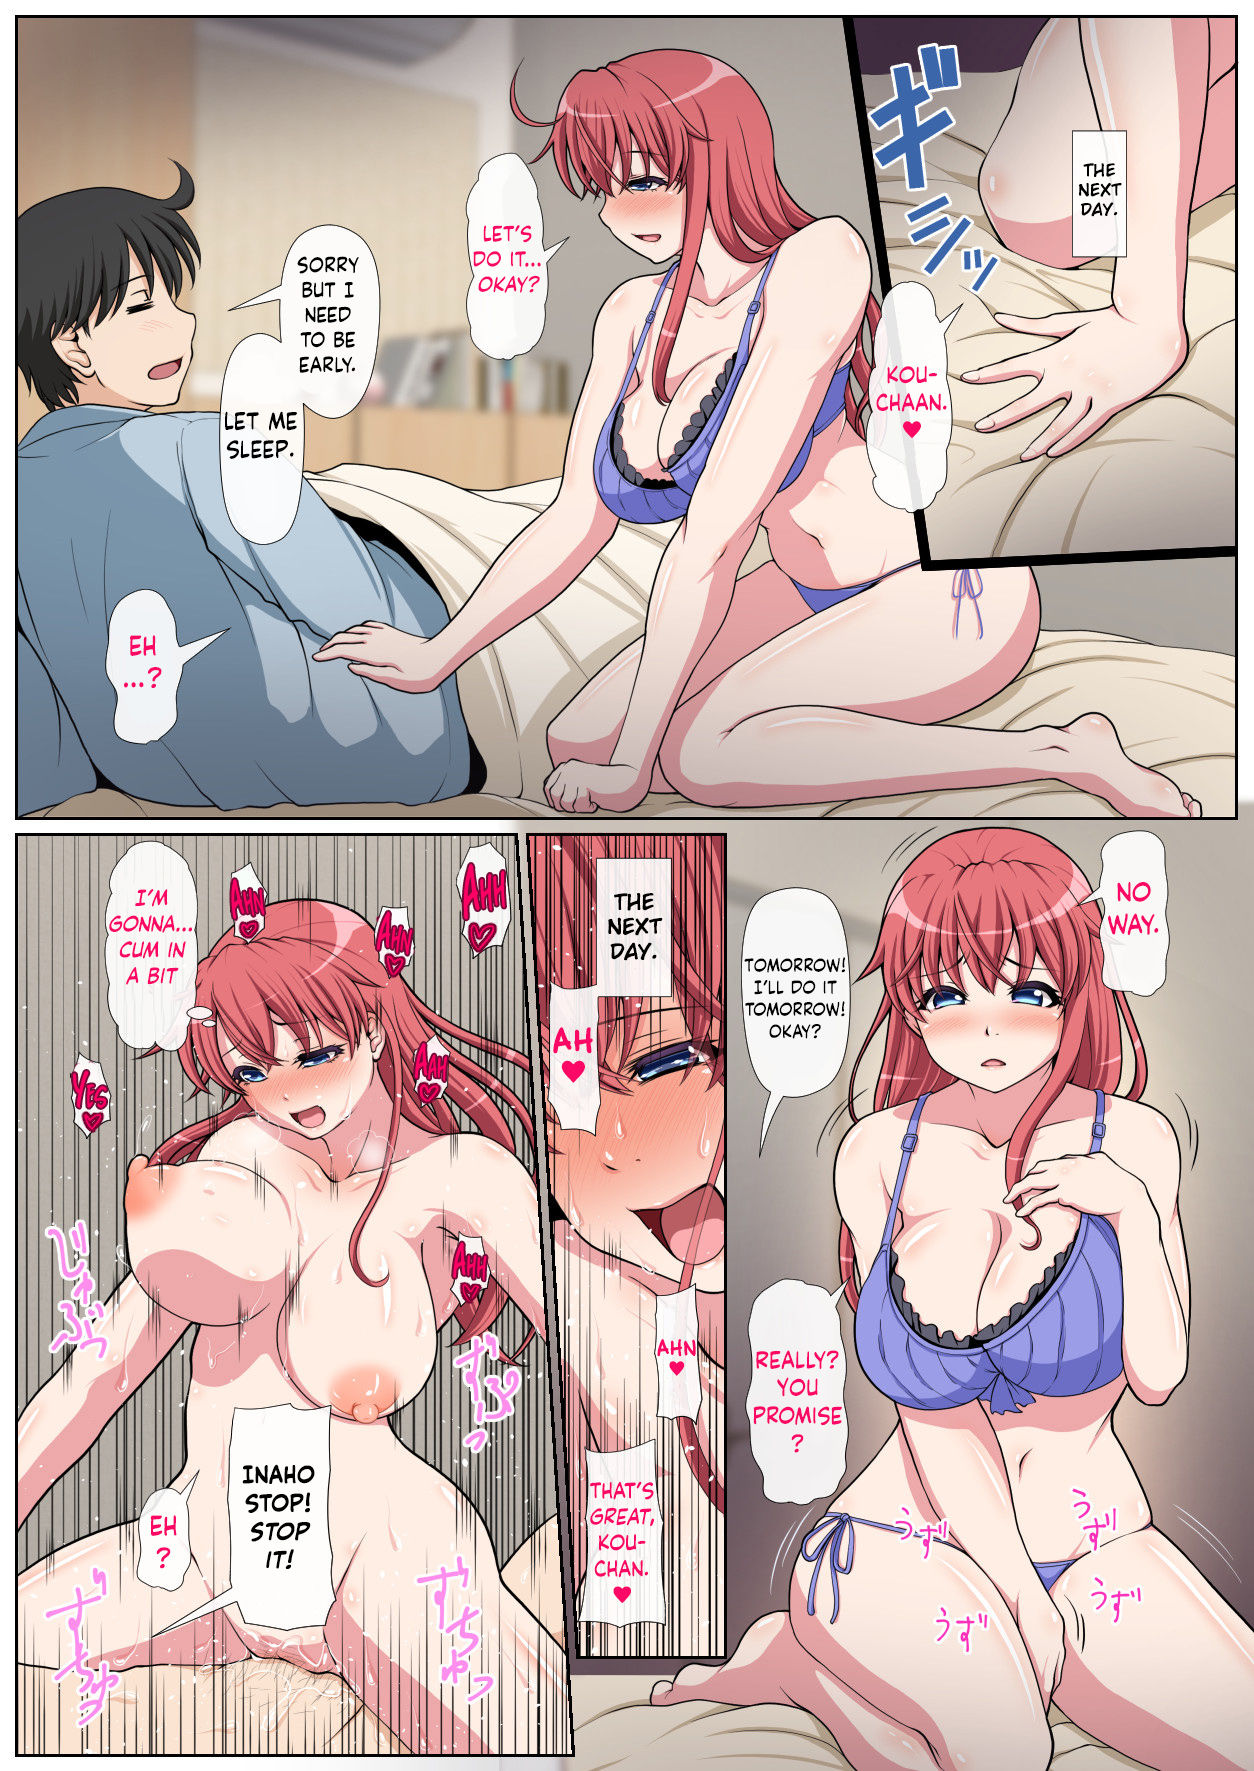 THE
NEXT
DAY.
ギシッ
KOU-
CHAAN.
♥
LET'S
DO IT...
OKAY?
SORRY
BUT I
NEED
TO BE
EARLY.
LET ME
SLEEP.
EH
...?
NO
WAY.
TOMORROW!
I'LL DO IT
TOMORROW!
OKAY?
REALLY?
YOU
PROMISE
?
うず
うず
うず
うず
THE
NEXT
DAY.
AH
♥
AHN
♥
THAT'S
GREAT,
KOU-
CHAN.
♥
AHH
♡
AHN
♡
AHN
♡
I'M
GONNA...
CUM IN
A BIT
AAH
♡
YES
♡
AHH
♡
INAHO
STOP!
STOP
IT!
EH
?